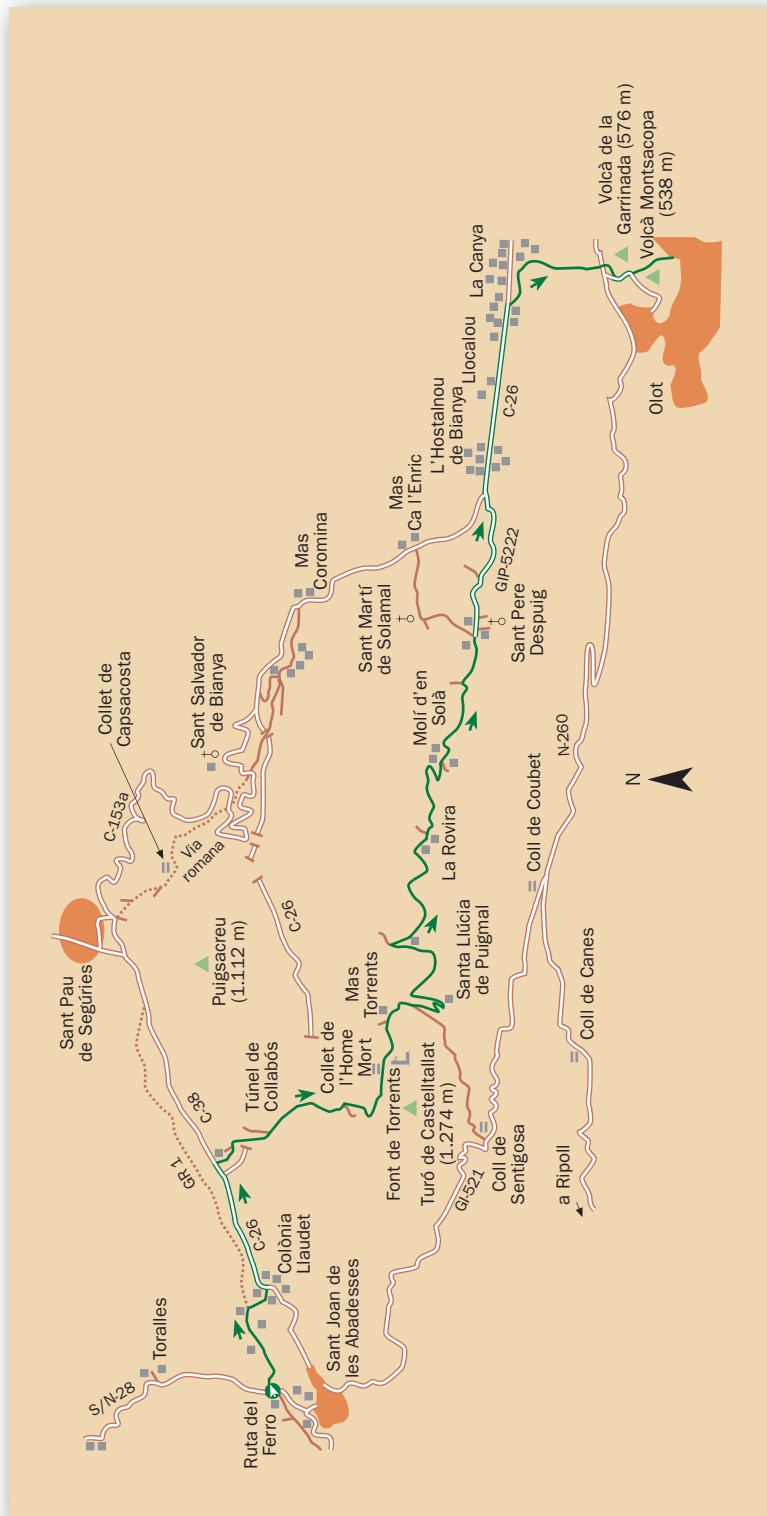 S/N-28
Toralles
Ruta del
Ferro
Sant Joan de
les Abadesses
Colònia
Llaudet
C-26
GR 1
C-38
Sant Pau
de Segúries
C-153a
Collet de
Capsacosta
Via
romana
Sant Salvador
de Bianya
Puigsacreu
(1.112 m)
C-26
Túnel de
Collabós
Collet de
l'Home
Mort
Mas
Torrents
Font de Torrents
Turó de Castelltallat
(1.274 m)
Santa Llúcia
de Puigmal
GI-521
Coll de
Sentigosa
a Ripoll
Coll de Canes
Coll de Coubet
N-260
N
La Rovira
Molí d'en
Solà
Mas
Coromina
Sant Martí
de Solamal
Mas
Ca l'Enric
Sant Pere
Despuig
GIP-5222
L'Hostalnou
de Bianya
Llocalou
C-26
La Canya
Volcà de la
Garrinada (576 m)
Volcà Montsacopa
(538 m)
Olot